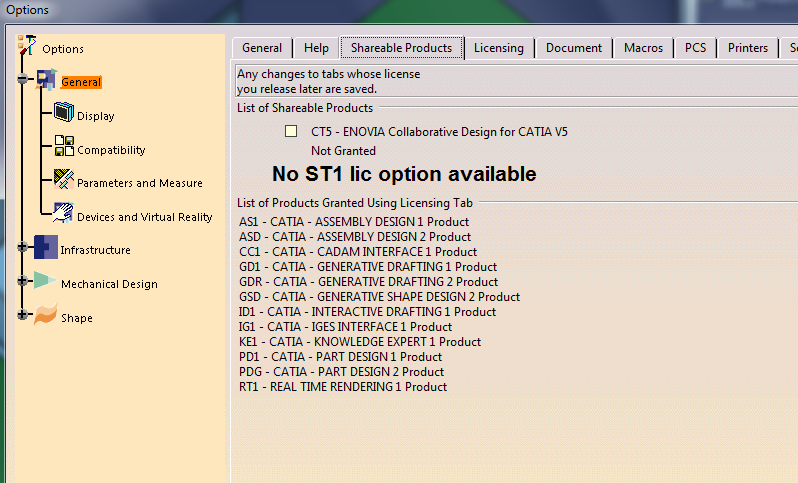 Options
Options
General
Display
Compatibility
Parameters and Measure
Devices and Virtual Reality
Infrastructure
Mechanical Design
Shape
General Help Shareable Products Licensing Document Macros PCS Printers
Any changes to tabs whose license
you release later are saved.
List of Shareable Products
CT5 - ENOVIA Collaborative Design for CATIA V5
Not Granted
No ST1 lic option available
List of Products Granted Using Licensing Tab
AS1 - CATIA - ASSEMBLY DESIGN 1 Product
ASD - CATIA - ASSEMBLY DESIGN 2 Product
CC1 - CATIA - CADAM INTERFACE 1 Product
GD1 - CATIA - GENERATIVE DRAFTING 1 Product
GDR - CATIA - GENERATIVE DRAFTING 2 Product
GSD - CATIA - GENERATIVE SHAPE DESIGN 2 Product
ID1 - CATIA - INTERACTIVE DRAFTING 1 Product
IG1 - CATIA - IGES INTERFACE 1 Product
KE1 - CATIA - KNOWLEDGE EXPERT 1 Product
PD1 - CATIA - PART DESIGN 1 Product
PDG - CATIA - PART DESIGN 2 Product
RT1 - REAL TIME RENDERING 1 Product